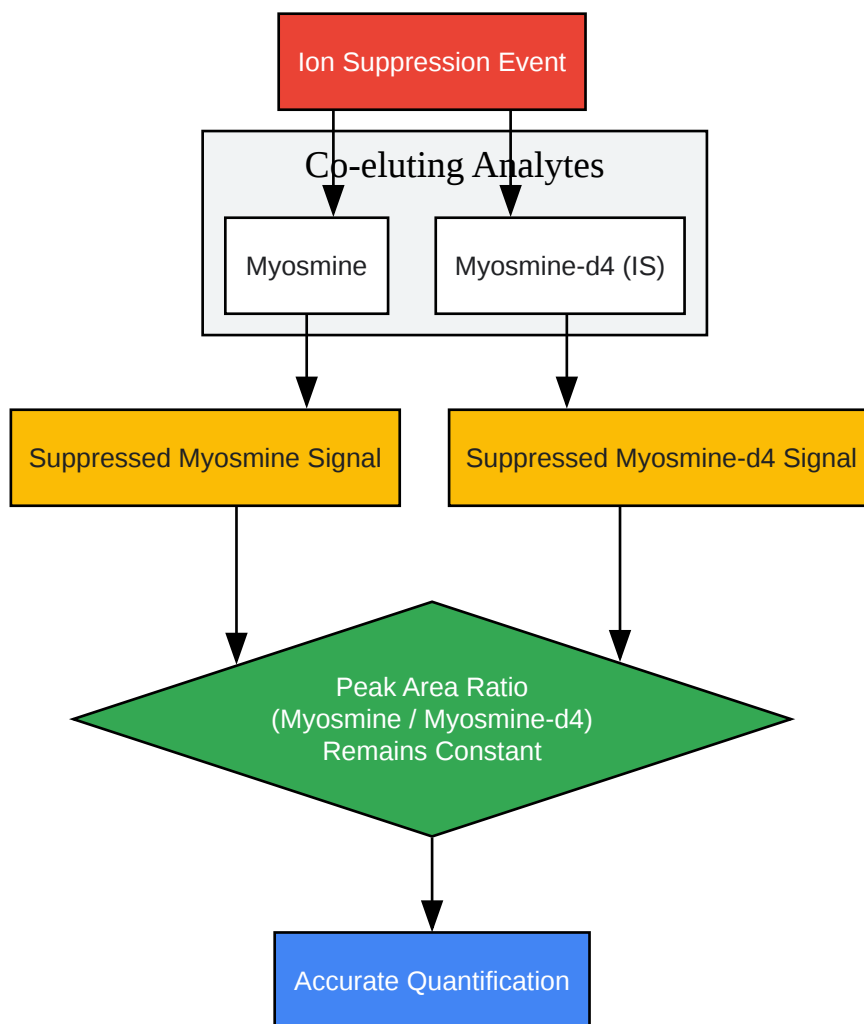 Ion Suppression Event
Co-eluting Analytes
Myosmine
Myosmine-d4 (IS)
Suppressed Myosmine Signal
Suppressed Myosmine-d4 Signal
Peak Area Ratio
(Myosmine / Myosmine-d4)
Remains Constant
Accurate Quantification